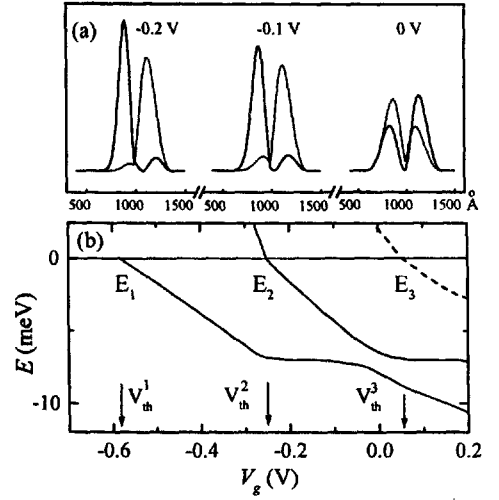 (a) -0.2 V -0.1 V 0 V
500 1000 1500 500 1000 1500 500 1000 1500 Å
(b)
0
E₁ E₂ E₃
E (meV)
V¹th V²th V³th
-10
-0.6 -0.4 -0.2 0.0 0.2
Vg (V)